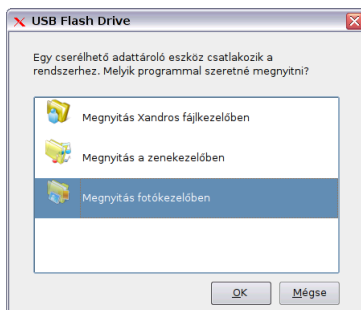 USB Flash Drive
Egy cserélhető adattároló eszköz csatlakozik a
rendszerhez. Melyik programmal szeretné megnyitni?
Megnyitás Xandros fájlkezelőben
Megnyitás a zenekezelőben
Megnyitás fotókezelőben
OK
Mégse